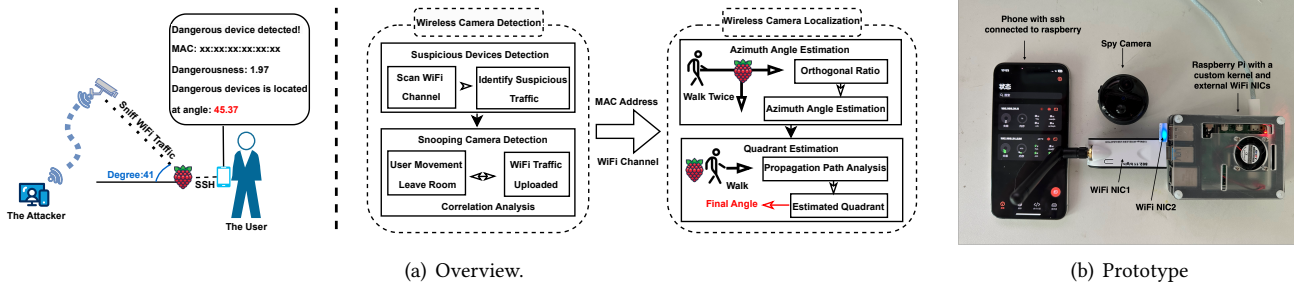 Dangerous device detected!
MAC: xx:xx:xx:xx:xx:xx
Dangerousness: 1.97
Dangerous devices is located
at angle: 45.37
Sniff WiFi Traffic
Degree:41
SSH
The Attacker
The User
Wireless Camera Detection
Suspicious Devices Detection
Scan WiFi
Channel
Identify Suspicious
Traffic
Snooping Camera Detection
User Movement
Leave Room
WiFi Traffic
Uploaded
Correlation Analysis
MAC Address
WiFi Channel
Wireless Camera Localization
Azimuth Angle Estimation
Walk Twice
Orthogonal Ratio
Azimuth Angle Estimation
Quadrant Estimation
Walk
Propagation Path Analysis
Final Angle
Estimated Quadrant
(a) Overview.
Phone with ssh
connected to raspberry
Spy Camera
Raspberry Pi with a
custom kernel and
external WiFi NICs
状态
WiFi NIC1
WiFi NIC2
(b) Prototype